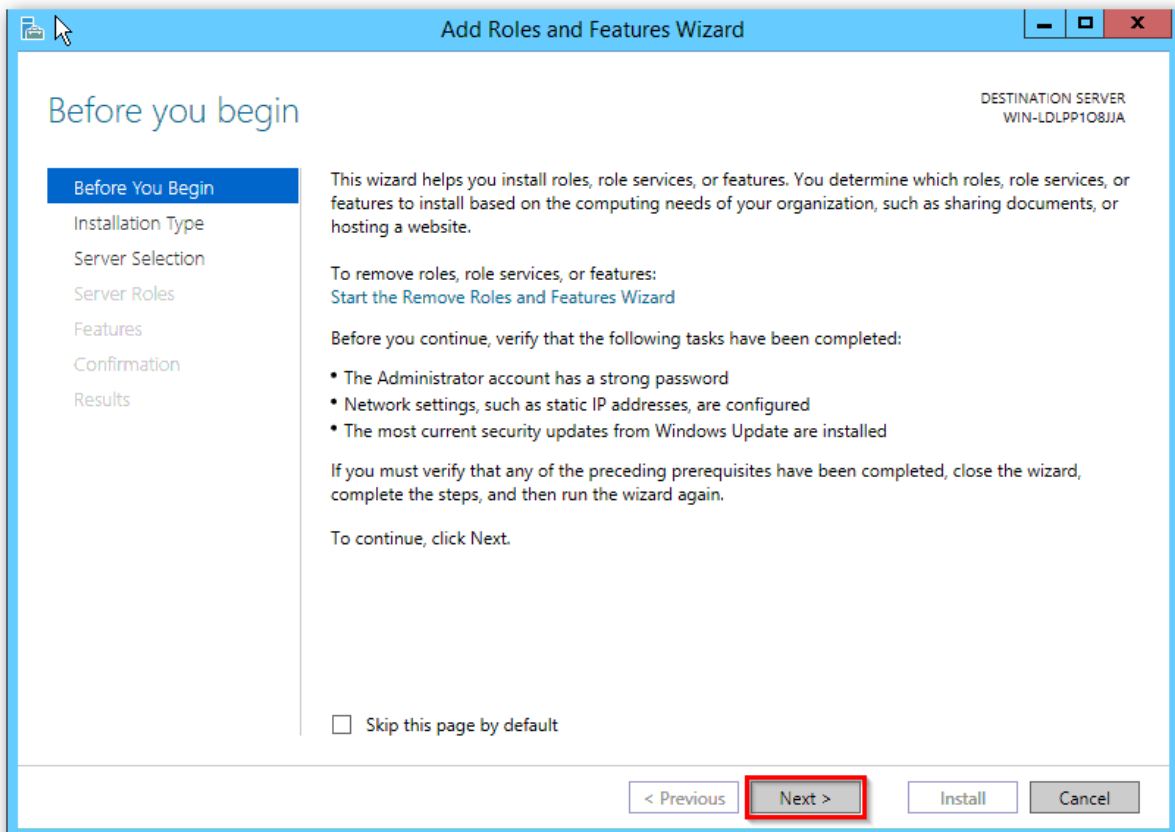 Add Roles and Features Wizard
Before you begin
DESTINATION SERVER
WIN-LDLPP1O8JJA
Before You Begin
Installation Type
Server Selection
Server Roles
Features
Confirmation
Results
This wizard helps you install roles, role services, or features. You determine which roles, role services, or
features to install based on the computing needs of your organization, such as sharing documents, or
hosting a website.
To remove roles, role services, or features:
Start the Remove Roles and Features Wizard
Before you continue, verify that the following tasks have been completed:
• The Administrator account has a strong password
• Network settings, such as static IP addresses, are configured
• The most current security updates from Windows Update are installed
If you must verify that any of the preceding prerequisites have been completed, close the wizard,
complete the steps, and then run the wizard again.
To continue, click Next.
Skip this page by default
< Previous
Next >
Install
Cancel